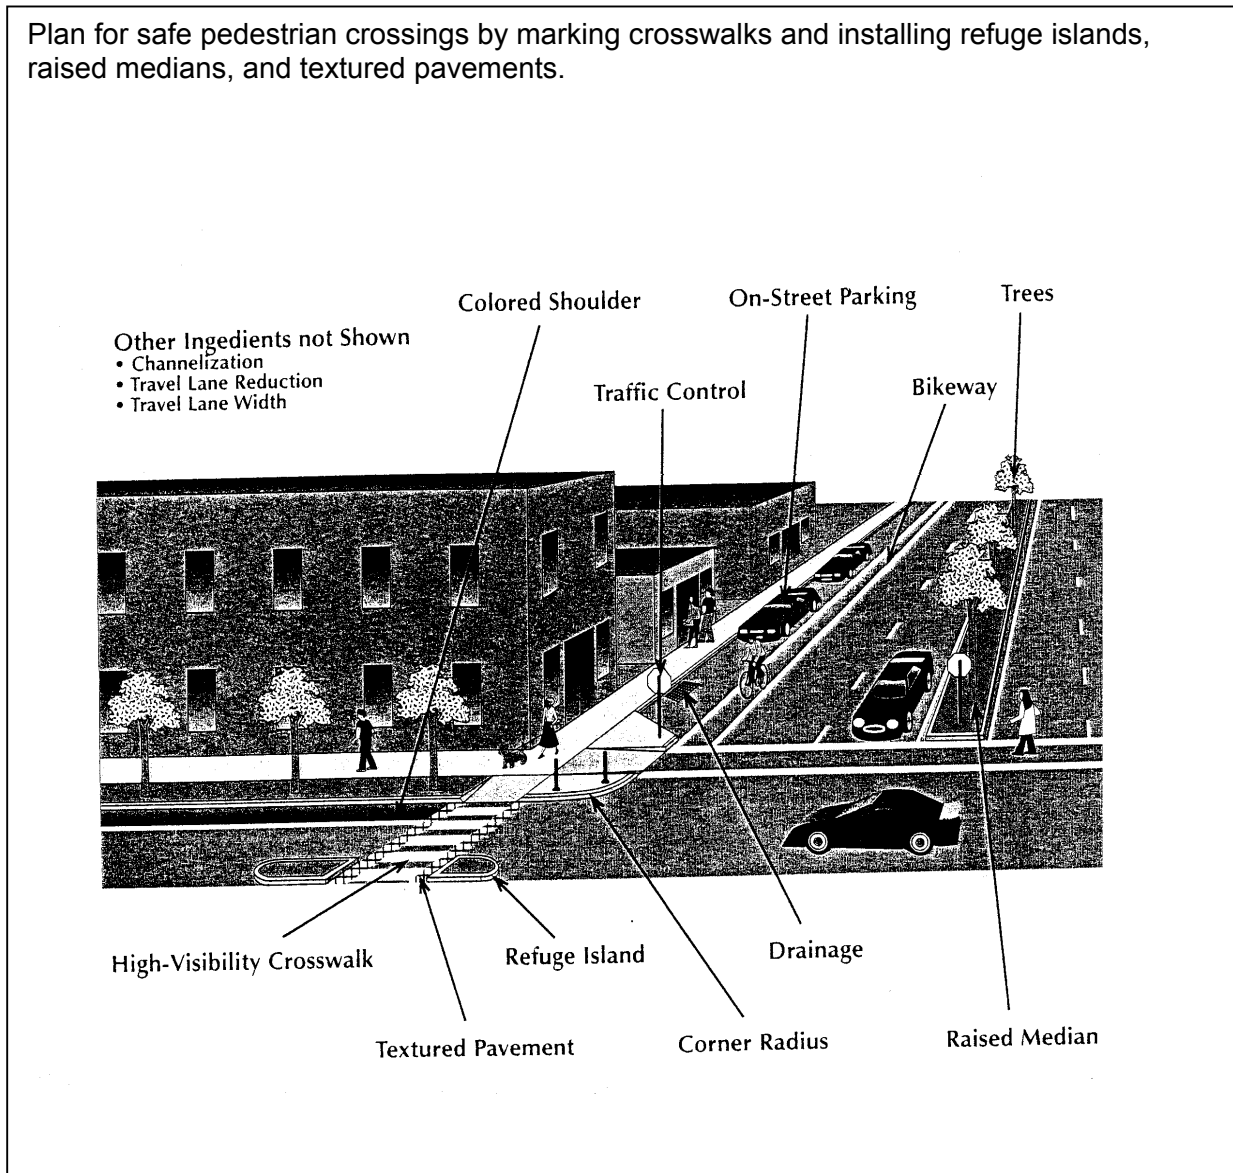 Plan for safe pedestrian crossings by marking crosswalks and installing refuge islands,
raised medians, and textured pavements.
Colored Shoulder
On-Street Parking
Trees
Other Ingedients not Shown
• Channelization
• Travel Lane Reduction
• Travel Lane Width
Traffic Control
Bikeway
High-Visibility Crosswalk
Refuge Island
Drainage
Textured Pavement
Corner Radius
Raised Median